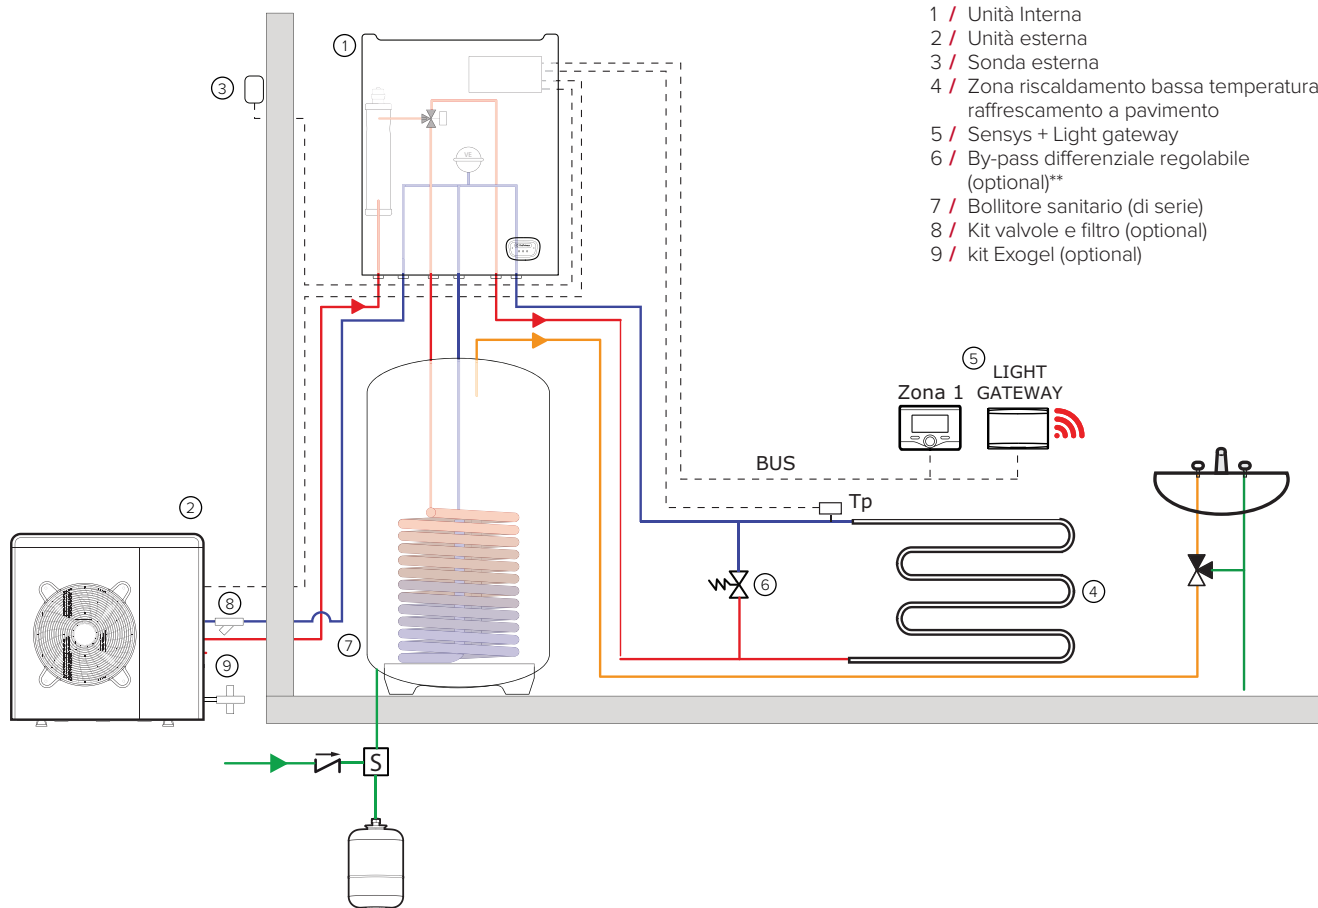 1 / Unità Interna
2 / Unità esterna
3 / Sonda esterna
4 / Zona riscaldamento bassa temperatura
raffrescamento a pavimento
5 / Sensys + Light gateway
6 / By-pass differenziale regolabile
(optional)**
7 / Bollitore sanitario (di serie)
8 / Kit valvole e filtro (optional)
9 / kit Exogel (optional)
1
3
VE
5
LIGHT
GATEWAY
Zona 1
BUS
Tp
2
8
6
4
7
9
S